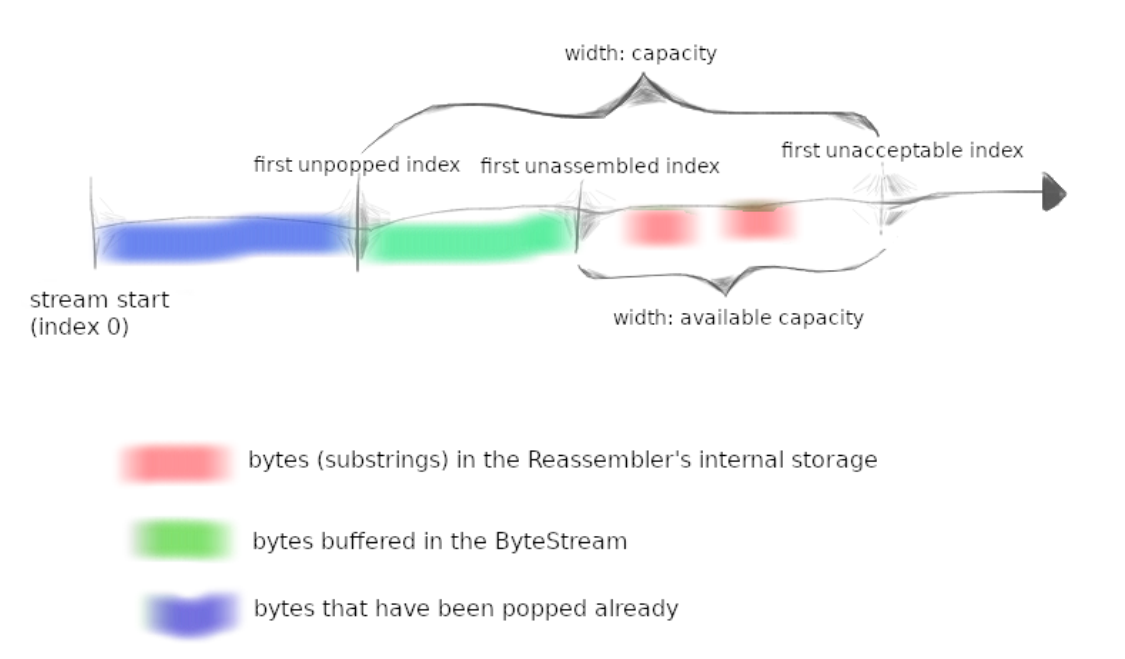 width: capacity
first unpopped index
first unassembled index
first unacceptable index
stream start
(index 0)
width: available capacity
bytes (substrings) in the Reassembler's internal storage
bytes buffered in the ByteStream
bytes that have been popped already